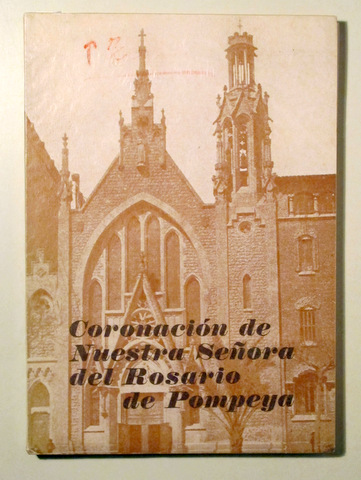 Coronación de
Nuestra Señora
del Rosario
de Pompeya